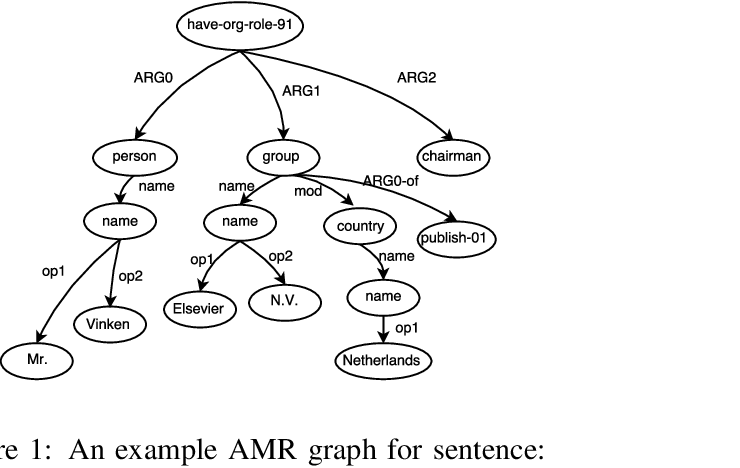 have-org-role-91
ARG0
ARG1
ARG2
person
group
chairman
name
name
mod
ARG0-of
name
name
country
publish-01
op1
op2
op1
op2
name
Elsevier
N.V.
name
Vinken
op1
Mr.
Netherlands
re 1: An example AMR graph for sentence: